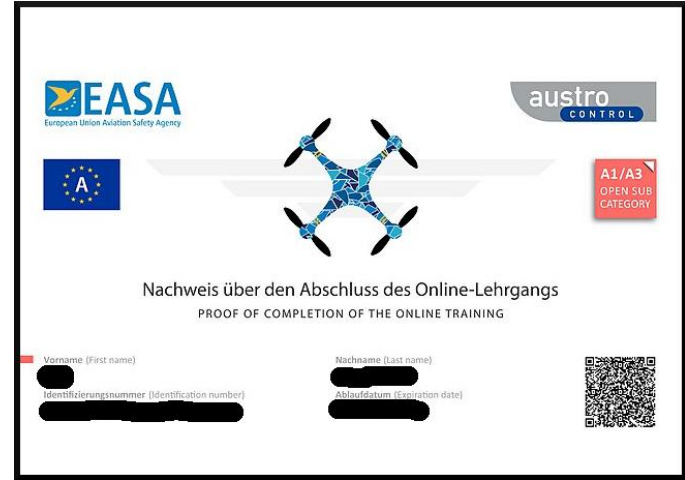 EASA
European Union Aviation Safety Agency
austro
CONTROL
A
A1/A3
OPEN SUB
CATEGORY
Nachweis über den Abschluss des Online-Lehrgangs
PROOF OF COMPLETION OF THE ONLINE TRAINING
Vorname (First name)
Nachname (Last name)
Identifizierungsnummer (Identification number)
Ablaufdatum (Expiration date)